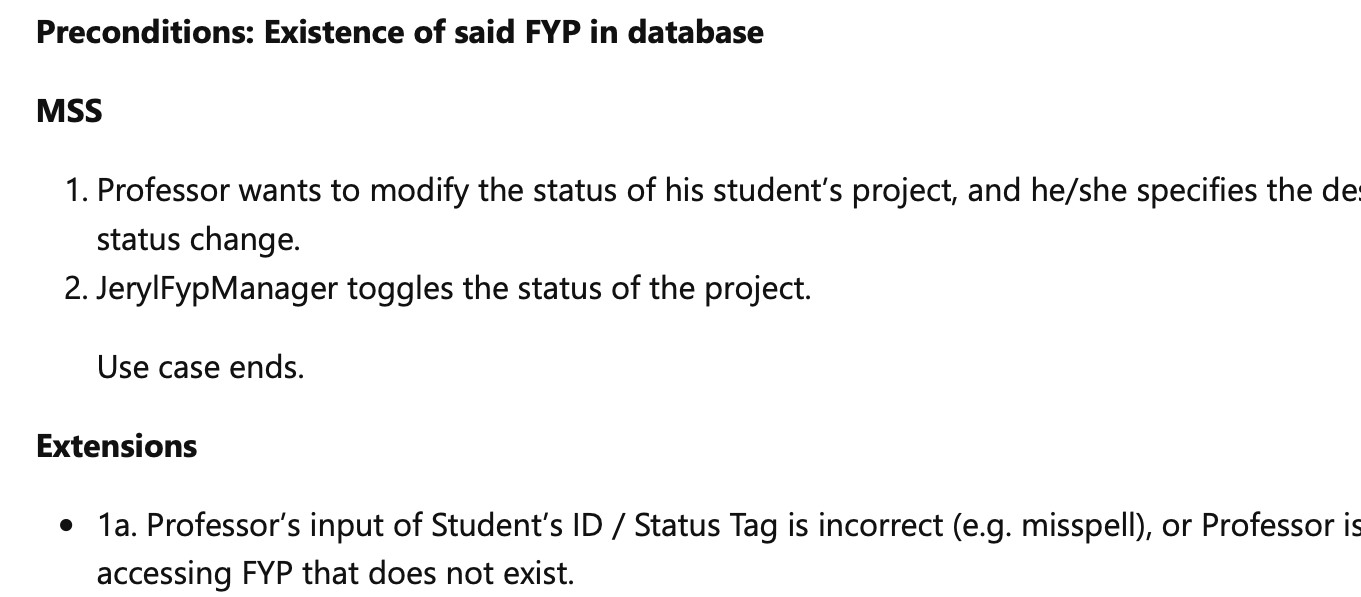 Preconditions: Existence of said FYP in database
MSS
1. Professor wants to modify the status of his student’s project, and he/she specifies the
status change.
2. JerylFypManager toggles the status of the project.
Use case ends.
Extensions
• 1a. Professor’s input of Student’s ID / Status Tag is incorrect (e.g. misspell), or Professor is
accessing FYP that does not exist.